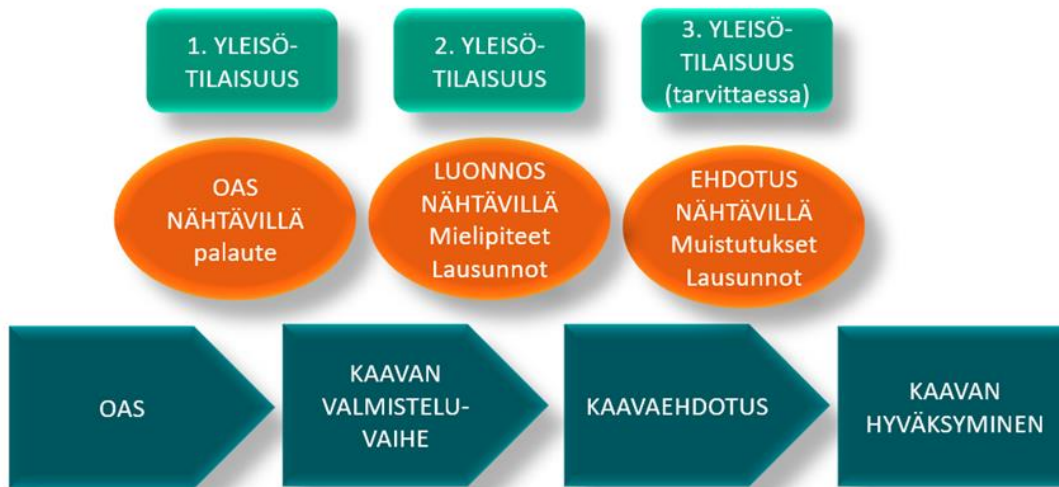 1. YLEISÖ-
TILAISUUS
2. YLEISÖ-
TILAISUUS
3. YLEISÖ-
TILAISUUS
(tarvittaessa)
OAS
NÄHTÄVILLÄ
palaute
LUONNOS
NÄHTÄVILLÄ
Mielipiteet
Lausunnot
EHDOTUS
NÄHTÄVILLÄ
Muistutukset
Lausunnot
OAS
KAAVAN
VALMISTELU-
VAIHE
KAAVAEHDOTUS
KAAVAN
HYVÄKSYMINEN